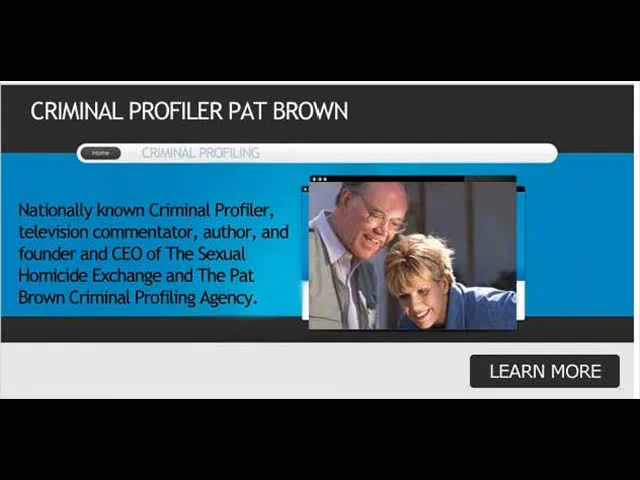 CRIMINAL PROFILER PAT BROWN
Home CRIMINAL PROFILING
Nationally known Criminal Profiler,
television commentator, author, and
founder and CEO of The Sexual
Homicide Exchange and The Pat
Brown Criminal Profiling Agency.
LEARN MORE